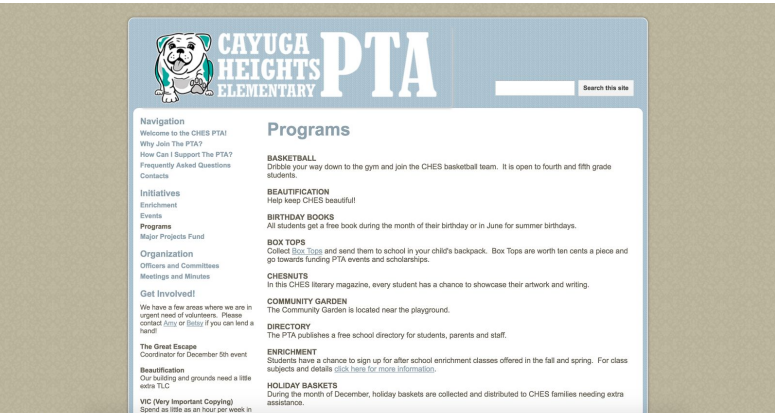 CAYUGA
HEIGHTS
ELEMENTARY
PTA
Search this site
Navigation
Welcome to the CHES PTA!
Why Join The PTA?
How Can I Support The PTA?
Frequently Asked Questions
Contacts
Initiatives
Enrichment
Events
Programs
Major Projects Fund
Organization
Officers and Committees
Meetings and Minutes
Get Involved!
We have a few areas where we are in
urgent need of volunteers. Please
contact Amy or Betsy if you can lend a
hand!
The Great Escape
Coordinator for December 5th event
Beautification
Our building and grounds need a little
extra TLC
VIC (Very Important Copying)
Spend as little as an hour per week in
Programs
BASKETBALL
Dribble your way down to the gym and join the CHES basketball team. It is open to fourth and fifth grade
students.
BEAUTIFICATION
Help keep CHES beautiful!
BIRTHDAY BOOKS
All students get a free book during the month of their birthday or in June for summer birthdays.
BOX TOPS
Collect Box Tops and send them to school in your child's backpack. Box Tops are worth ten cents a piece and
go towards funding PTA events and scholarships.
CHESNUTS
In this CHES literary magazine, every student has a chance to showcase their artwork and writing.
COMMUNITY GARDEN
The Community Garden is located near the playground.
DIRECTORY
The PTA publishes a free school directory for students, parents and staff.
ENRICHMENT
Students have a chance to sign up for after school enrichment classes offered in the fall and spring. For class
subjects and details click here for more information.
HOLIDAY BASKETS
During the month of December, holiday baskets are collected and distributed to CHES families needing extra
assistance.